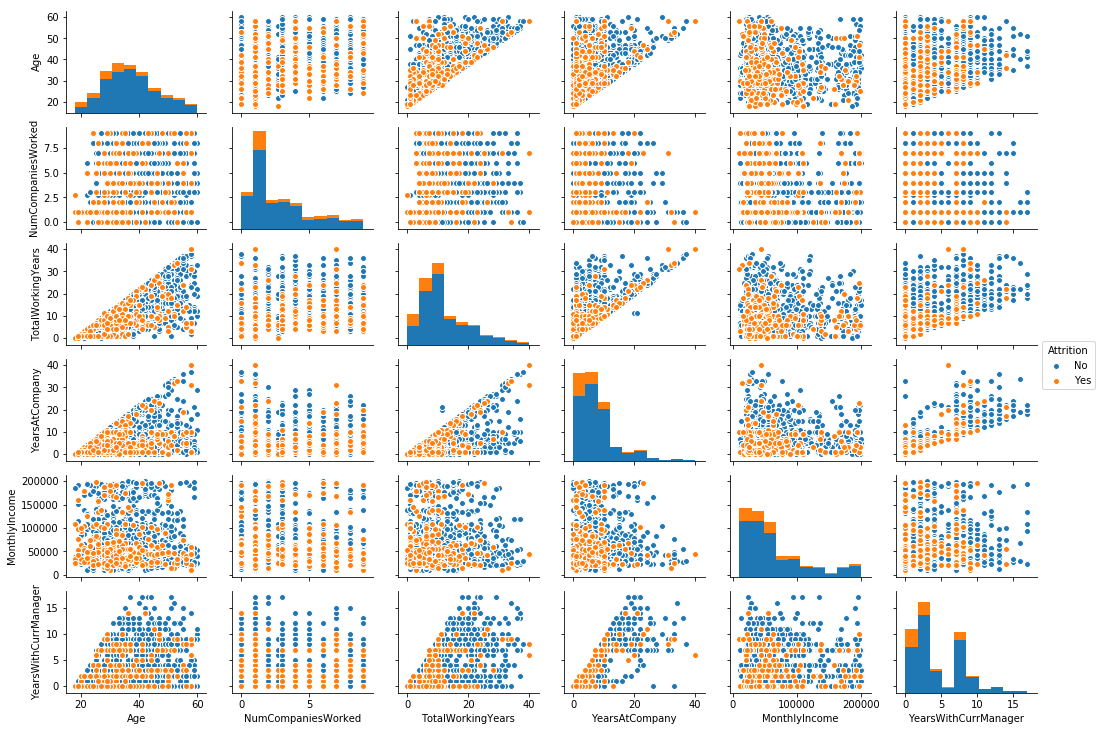 Age
60
50
40
30
20
NumCompaniesWorked
7.5
5.0
2.5
0.0
TotalWorkingYears
40
30
20
10
0
YearsAtCompany
40
30
20
10
0
MonthlyIncome
200000
150000
100000
50000
0
YearsWithCurrManager
15
10
5
0
20 40 60
0 5
0 20 40
0 20 40
0 100000 200000
0 5 10 15
Age
NumCompaniesWorked
TotalWorkingYears
YearsAtCompany
MonthlyIncome
YearsWithCurrManager
Attrition
No
Yes